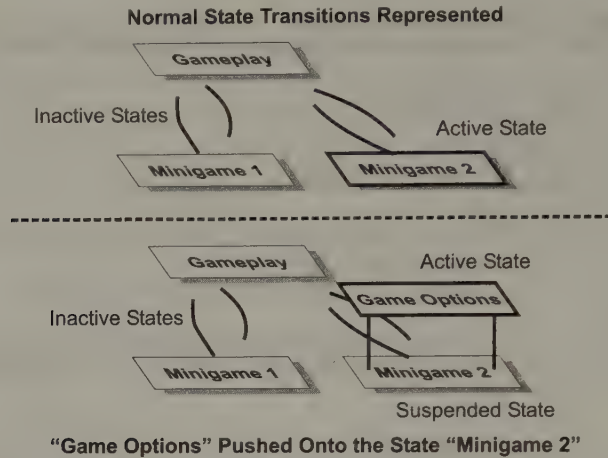 Normal State Transitions Represented
Gameplay
Inactive States
Active State
Minigame 1
Minigame 2
Gameplay
Active State
Game Options
Inactive States
Minigame 1
Minigame 2
Suspended State
“Game Options” Pushed Onto the State “Minigame 2”